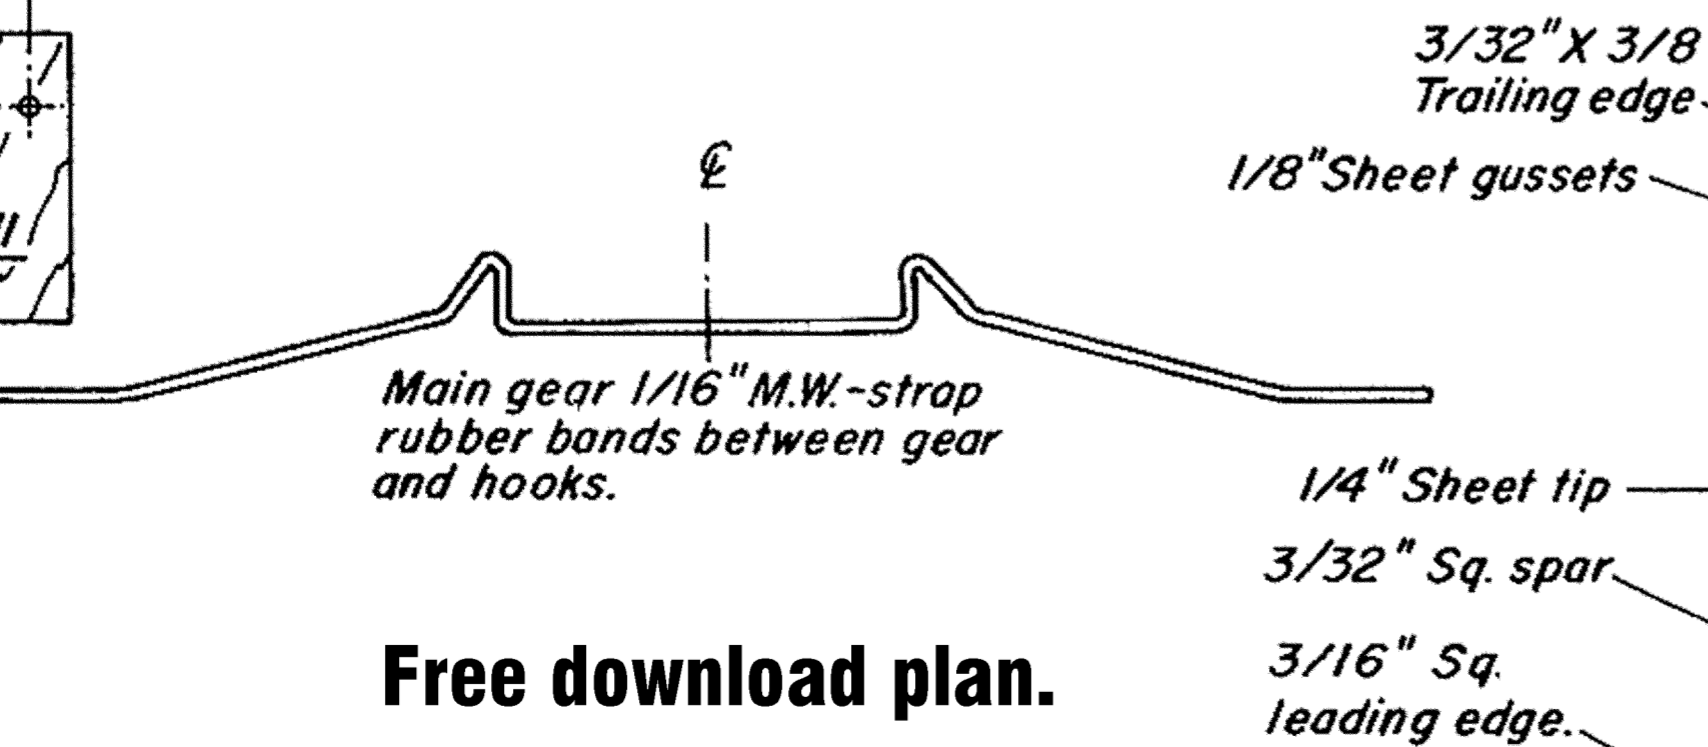 ℄
Main gear 1/16" M.W.-strap
rubber bands between gear
and hooks.
Free download plan.
3/32" X 3/8
Trailing edge
1/8" Sheet gussets
1/4" Sheet tip
3/32" Sq. spar
3/16" Sq.
leading edge.